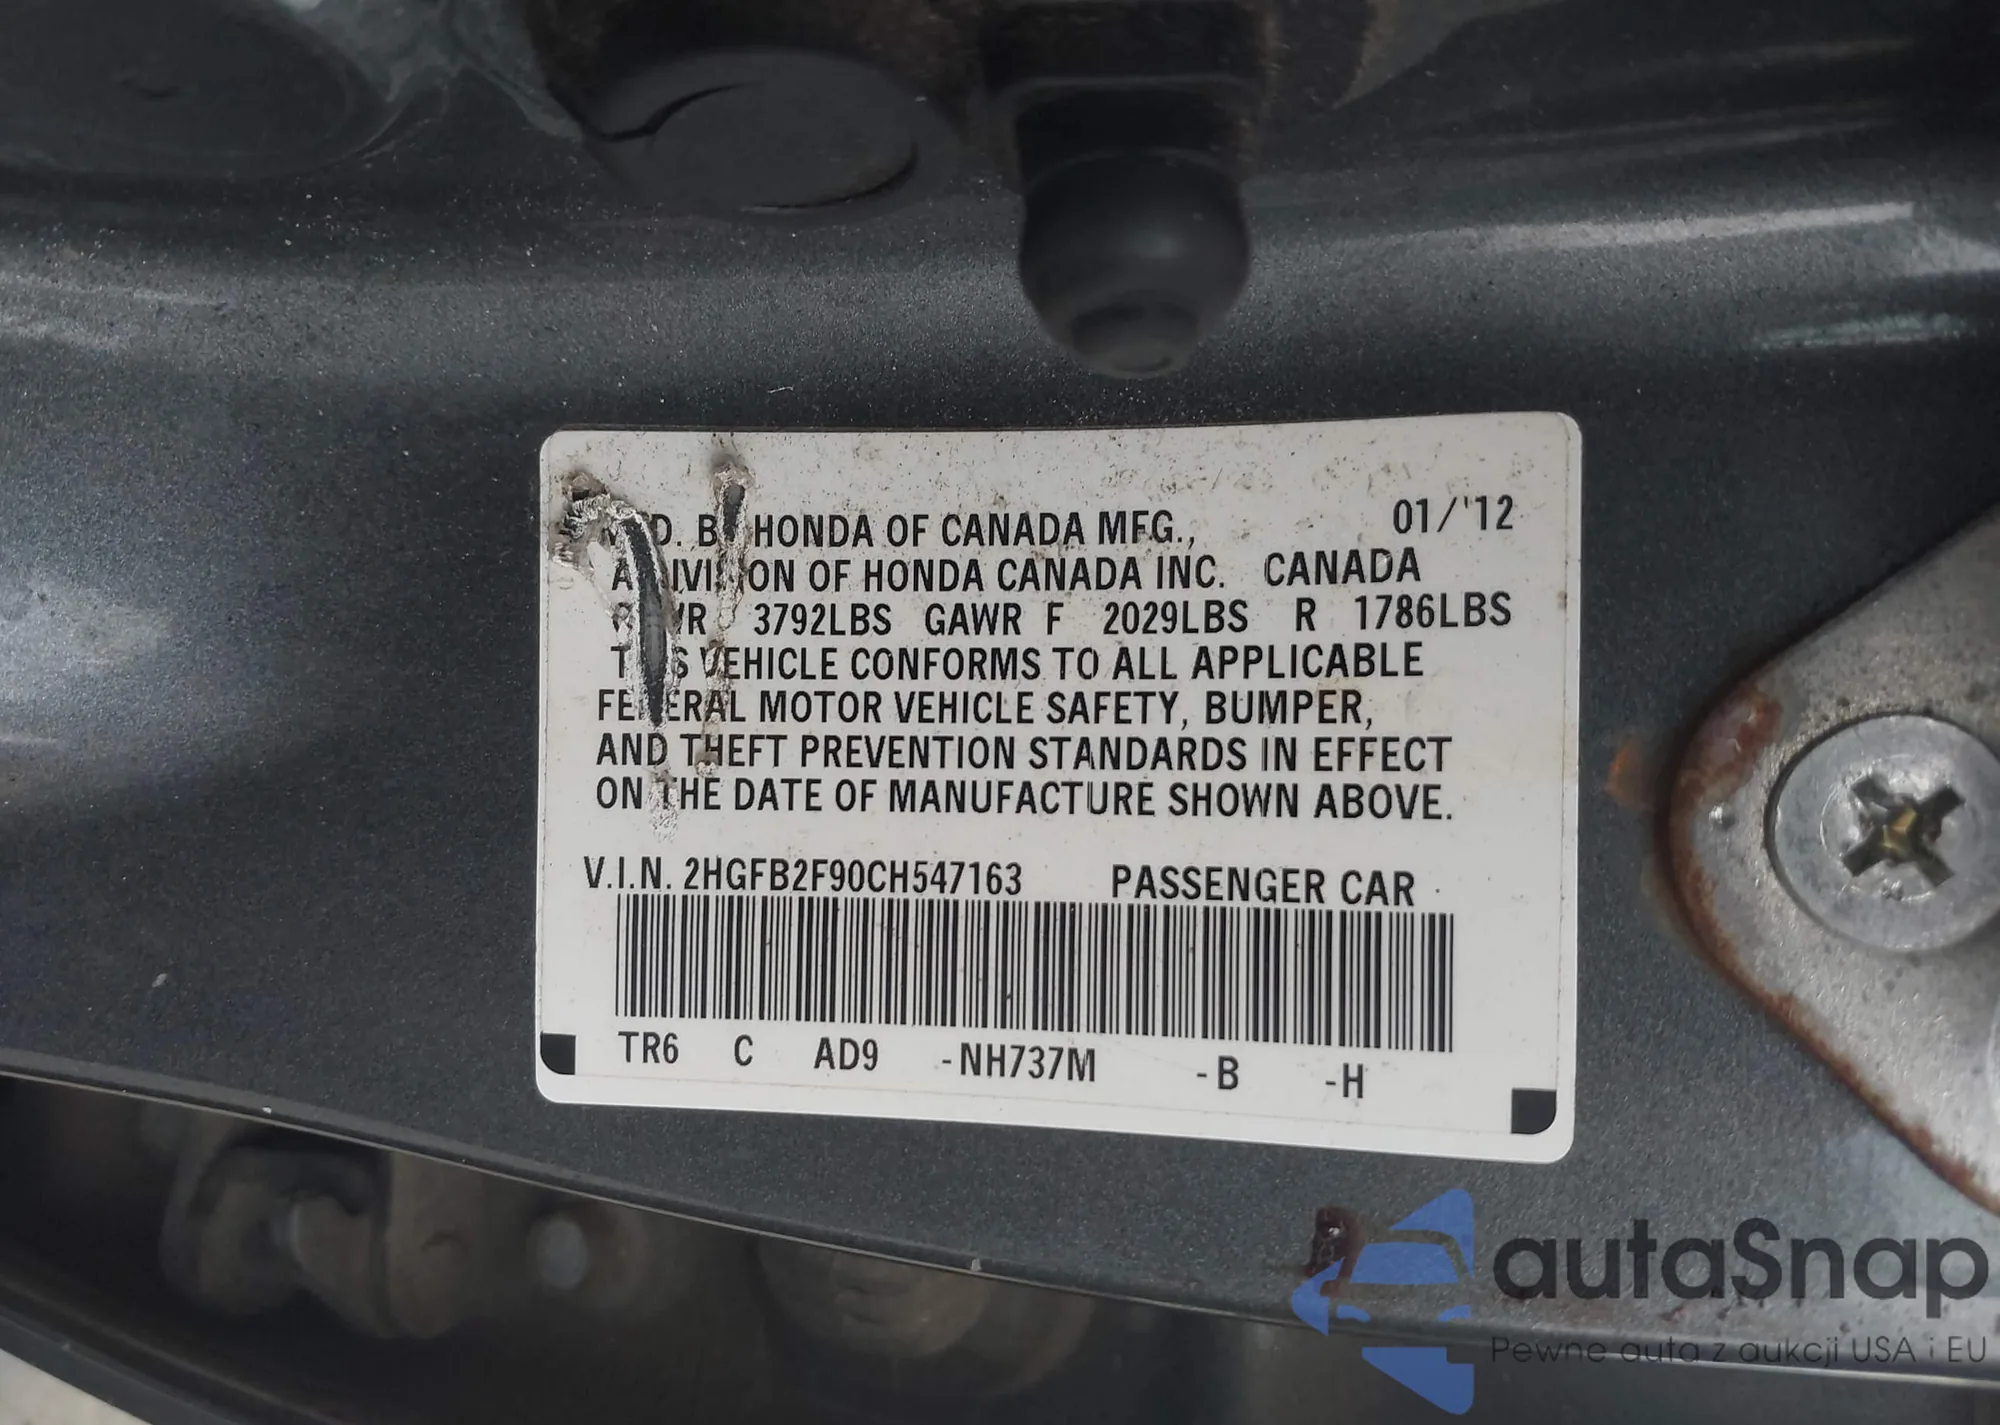 D. B HONDA OF CANADA MFG., 01/'12
A IVISION OF HONDA CANADA INC. CANADA
3792LBS GAWR F 2029LBS R 1786LBS
VEHICLE CONFORMS TO ALL APPLICABLE
FEDERAL MOTOR VEHICLE SAFETY, BUMPER,
AND THEFT PREVENTION STANDARDS IN EFFECT
ON THE DATE OF MANUFACTURE SHOWN ABOVE.
V.I.N. 2HGFB2F90CH547163 PASSENGER CAR
TR6 C AD9 -NH737M -B -H
autaSnap
Pewne auta z aukcji USA i EU